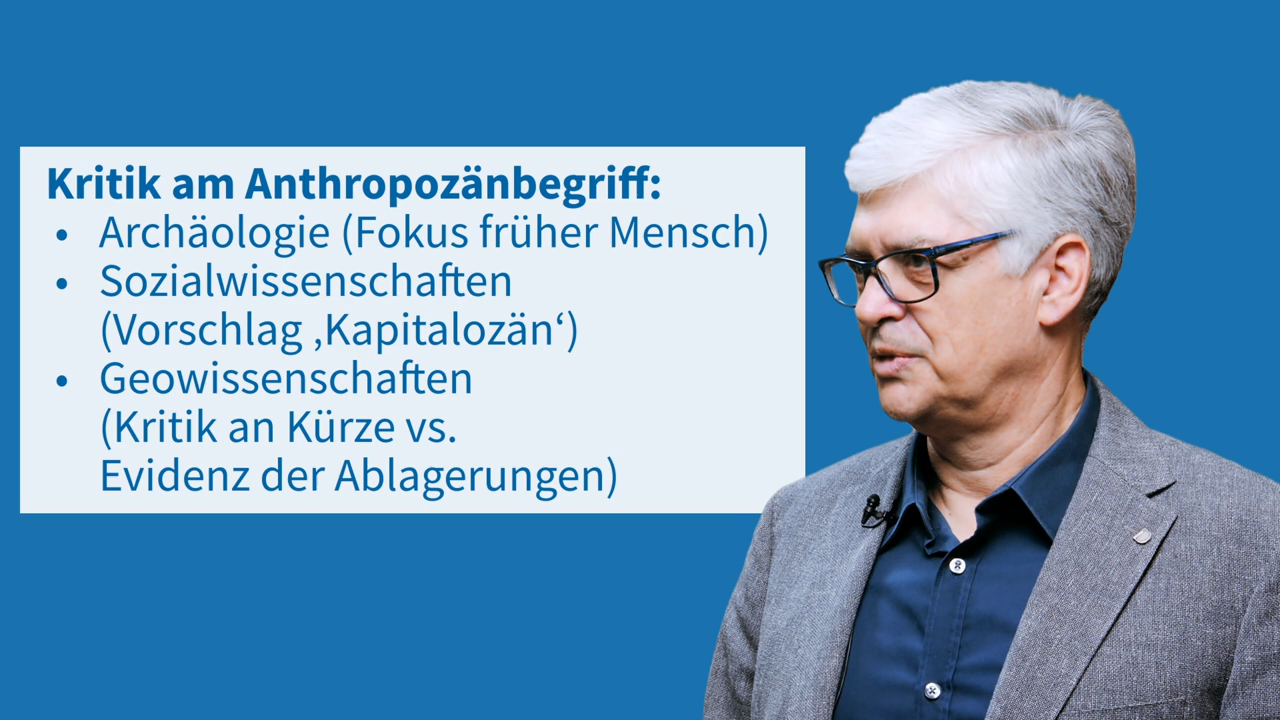 Kritik am Anthropozänbegriff:
• Archäologie (Fokus früher Mensch)
• Sozialwissenschaften
(Vorschlag ‚Kapitalozän‘)
• Geowissenschaften
(Kritik an Kürze vs.
Evidenz der Ablagerungen)